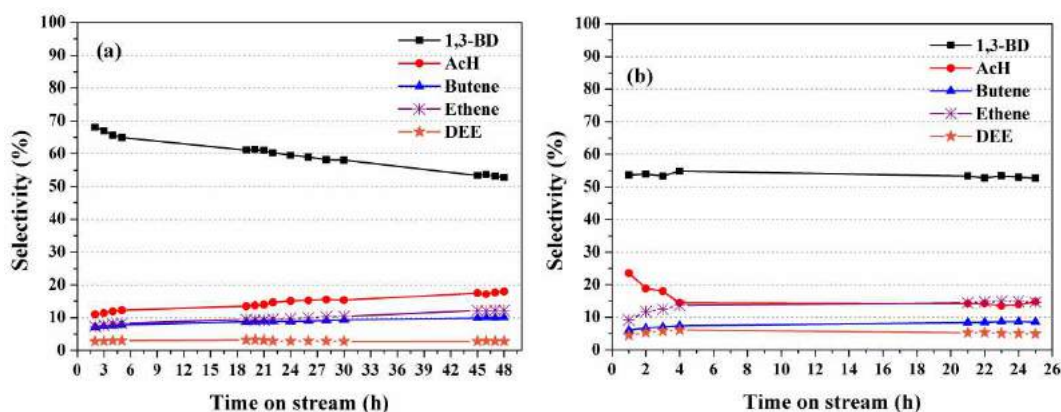 100
90
80
70
60
50
40
30
20
10
0
Selectivity (%)
(a)
1,3-BD
AcH
Butene
Ethene
DEE
0 3 6 9 12 15 18 21 24 27 30 33 36 39 42 45 48
Time on stream (h)
100
90
80
70
60
50
40
30
20
10
0
Selectivity (%)
(b)
1,3-BD
AcH
Butene
Ethene
DEE
0 2 4 6 8 10 12 14 16 18 20 22 24 26
Time on stream (h)